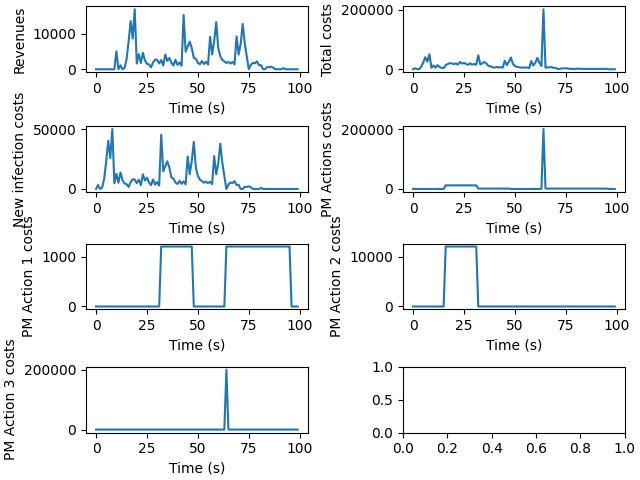 Revenues
10000
0
0 25 50 75 100
Time (s)
Total costs
200000
0
0 25 50 75 100
Time (s)
New infection costs
50000
0
0 25 50 75 100
Time (s)
PM Actions costs
200000
0
0 25 50 75 100
Time (s)
PM Action 1 costs
1000
0
0 25 50 75 100
Time (s)
PM Action 2 costs
10000
0
0 25 50 75 100
Time (s)
PM Action 3 costs
200000
0
0 25 50 75 100
Time (s)
1.0
0.5
0.0
0.0 0.2 0.4 0.6 0.8 1.0